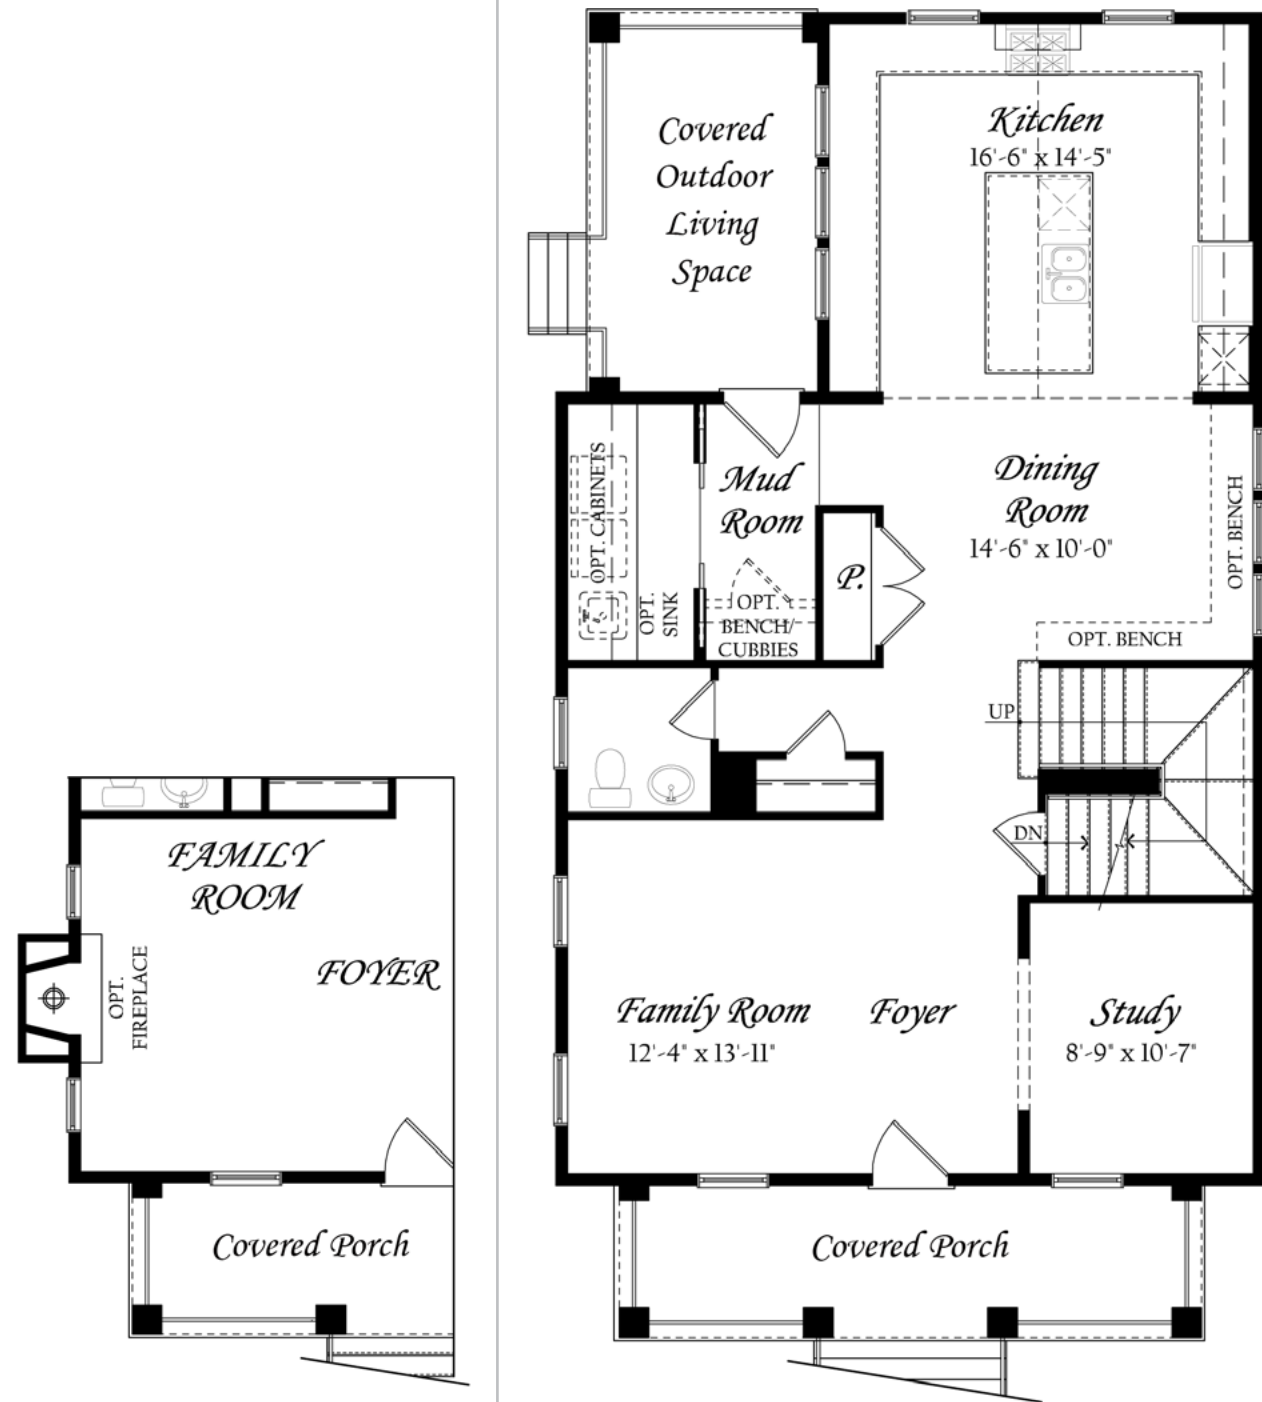 FAMILY
ROOM
FOYER
OPT.
FIREPLACE
Covered Porch
Covered
Outdoor
Living
Space
Kitchen
16'-6" x 14'-5"
OPT. CABINETS
OPT.
SINK
Mud
Room
OPT.
BENCH/
CUBBIES
P.
Dining
Room
14'-6" x 10'-0"
OPT. BENCH
OPT. BENCH
UP
DN
Family Room
12'-4" x 13'-11"
Foyer
Study
8'-9" x 10'-7"
Covered Porch